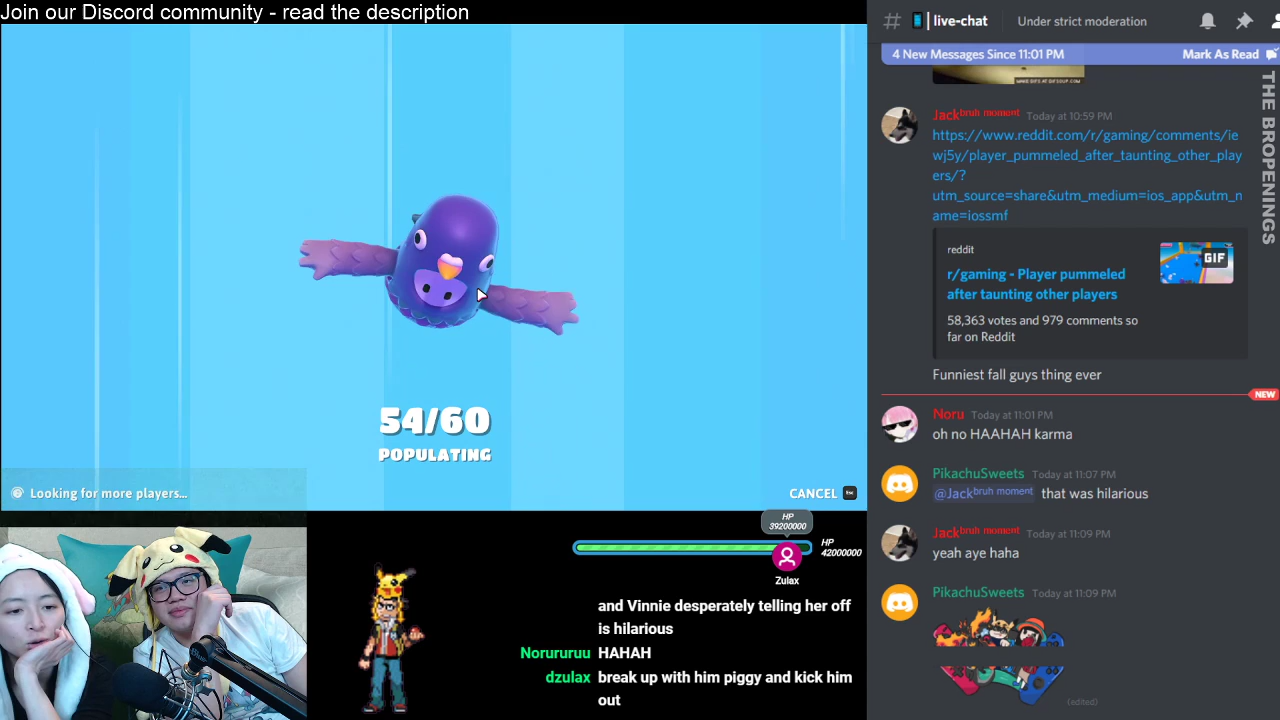 Join our Discord community - read the description
54/60
POPULATING
Looking for more players...
CANCEL
Esc
HP
39200000
HP
42000000
Zulax
and Vinnie desperately telling her off
is hilarious
Norururuu HAHAH
dzulax break up with him piggy and kick him
out
# | live-chat Under strict moderation
4 New Messages Since 11:01 PM Mark As Read
THE BROPENINGS
Jack bruh moment Today at 10:59 PM
https://www.reddit.com/r/gaming/comments/ie
wj5y/player_pummeled_after_taunting_other_play
ers/?
utm_source=share&utm_medium=ios_app&utm_n
ame=iossmf
reddit
r/gaming - Player pummeled
after taunting other players
GIF
58,363 votes and 979 comments so
far on Reddit
Funniest fall guys thing ever
NEW
Noru Today at 11:01 PM
oh no HAAHAH karma
PikachuSweets Today at 11:07 PM
@Jack bruh moment that was hilarious
Jack bruh moment Today at 11:09 PM
yeah aye haha
PikachuSweets Today at 11:09 PM
(edited)